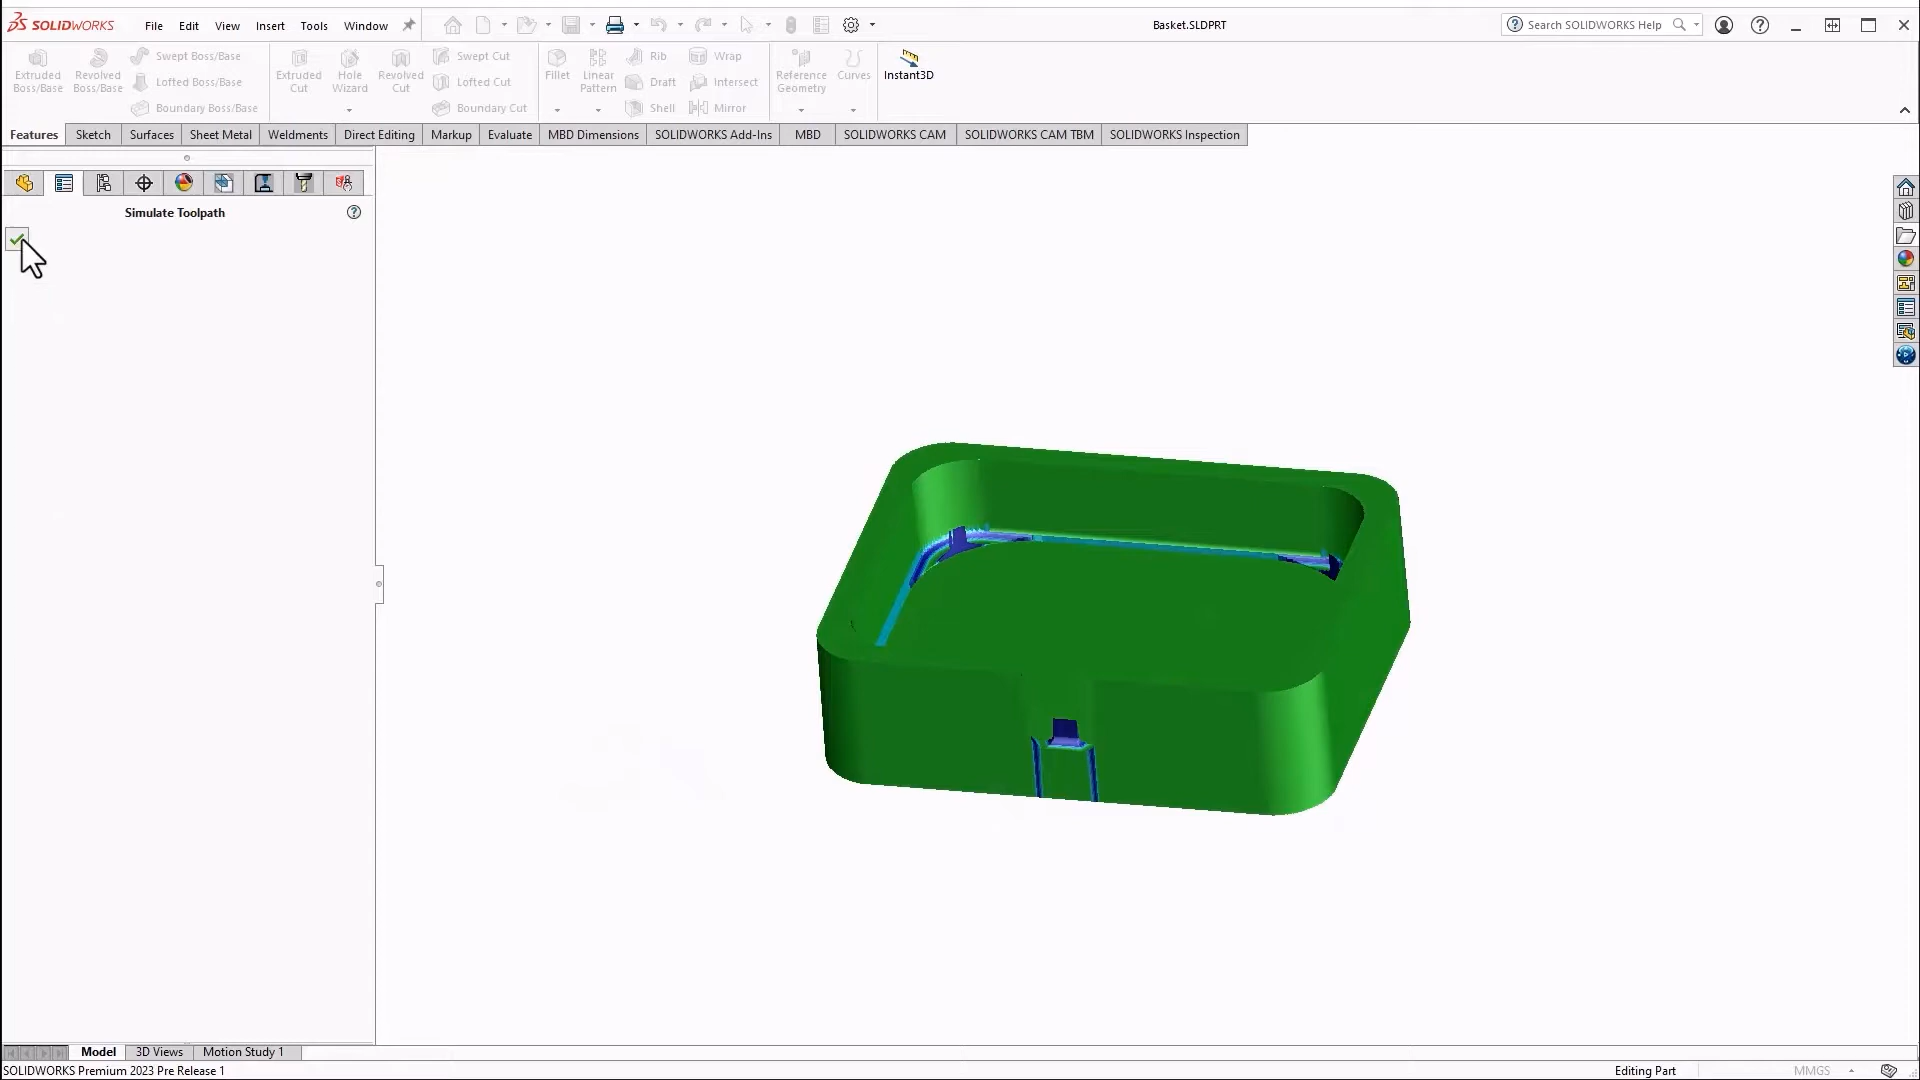 SOLIDWORKS File Edit View Insert Tools Window
Basket.SLDPRT
Search SOLIDWORKS Help
Extruded Boss/Base
Revolved Boss/Base
Swept Boss/Base
Lofted Boss/Base
Boundary Boss/Base
Extruded Cut
Hole Wizard
Revolved Cut
Swept Cut
Lofted Cut
Boundary Cut
Fillet
Linear Pattern
Rib
Draft
Shell
Wrap
Intersect
Mirror
Reference Geometry
Curves
Instant3D
Features Sketch Surfaces Sheet Metal Weldments Direct Editing Markup Evaluate MBD Dimensions SOLIDWORKS Add-Ins MBD SOLIDWORKS CAM SOLIDWORKS CAM TBM SOLIDWORKS Inspection
Simulate Toolpath
Model 3D Views Motion Study 1
SOLIDWORKS Premium 2023 Pre Release 1
Editing Part
MMGS